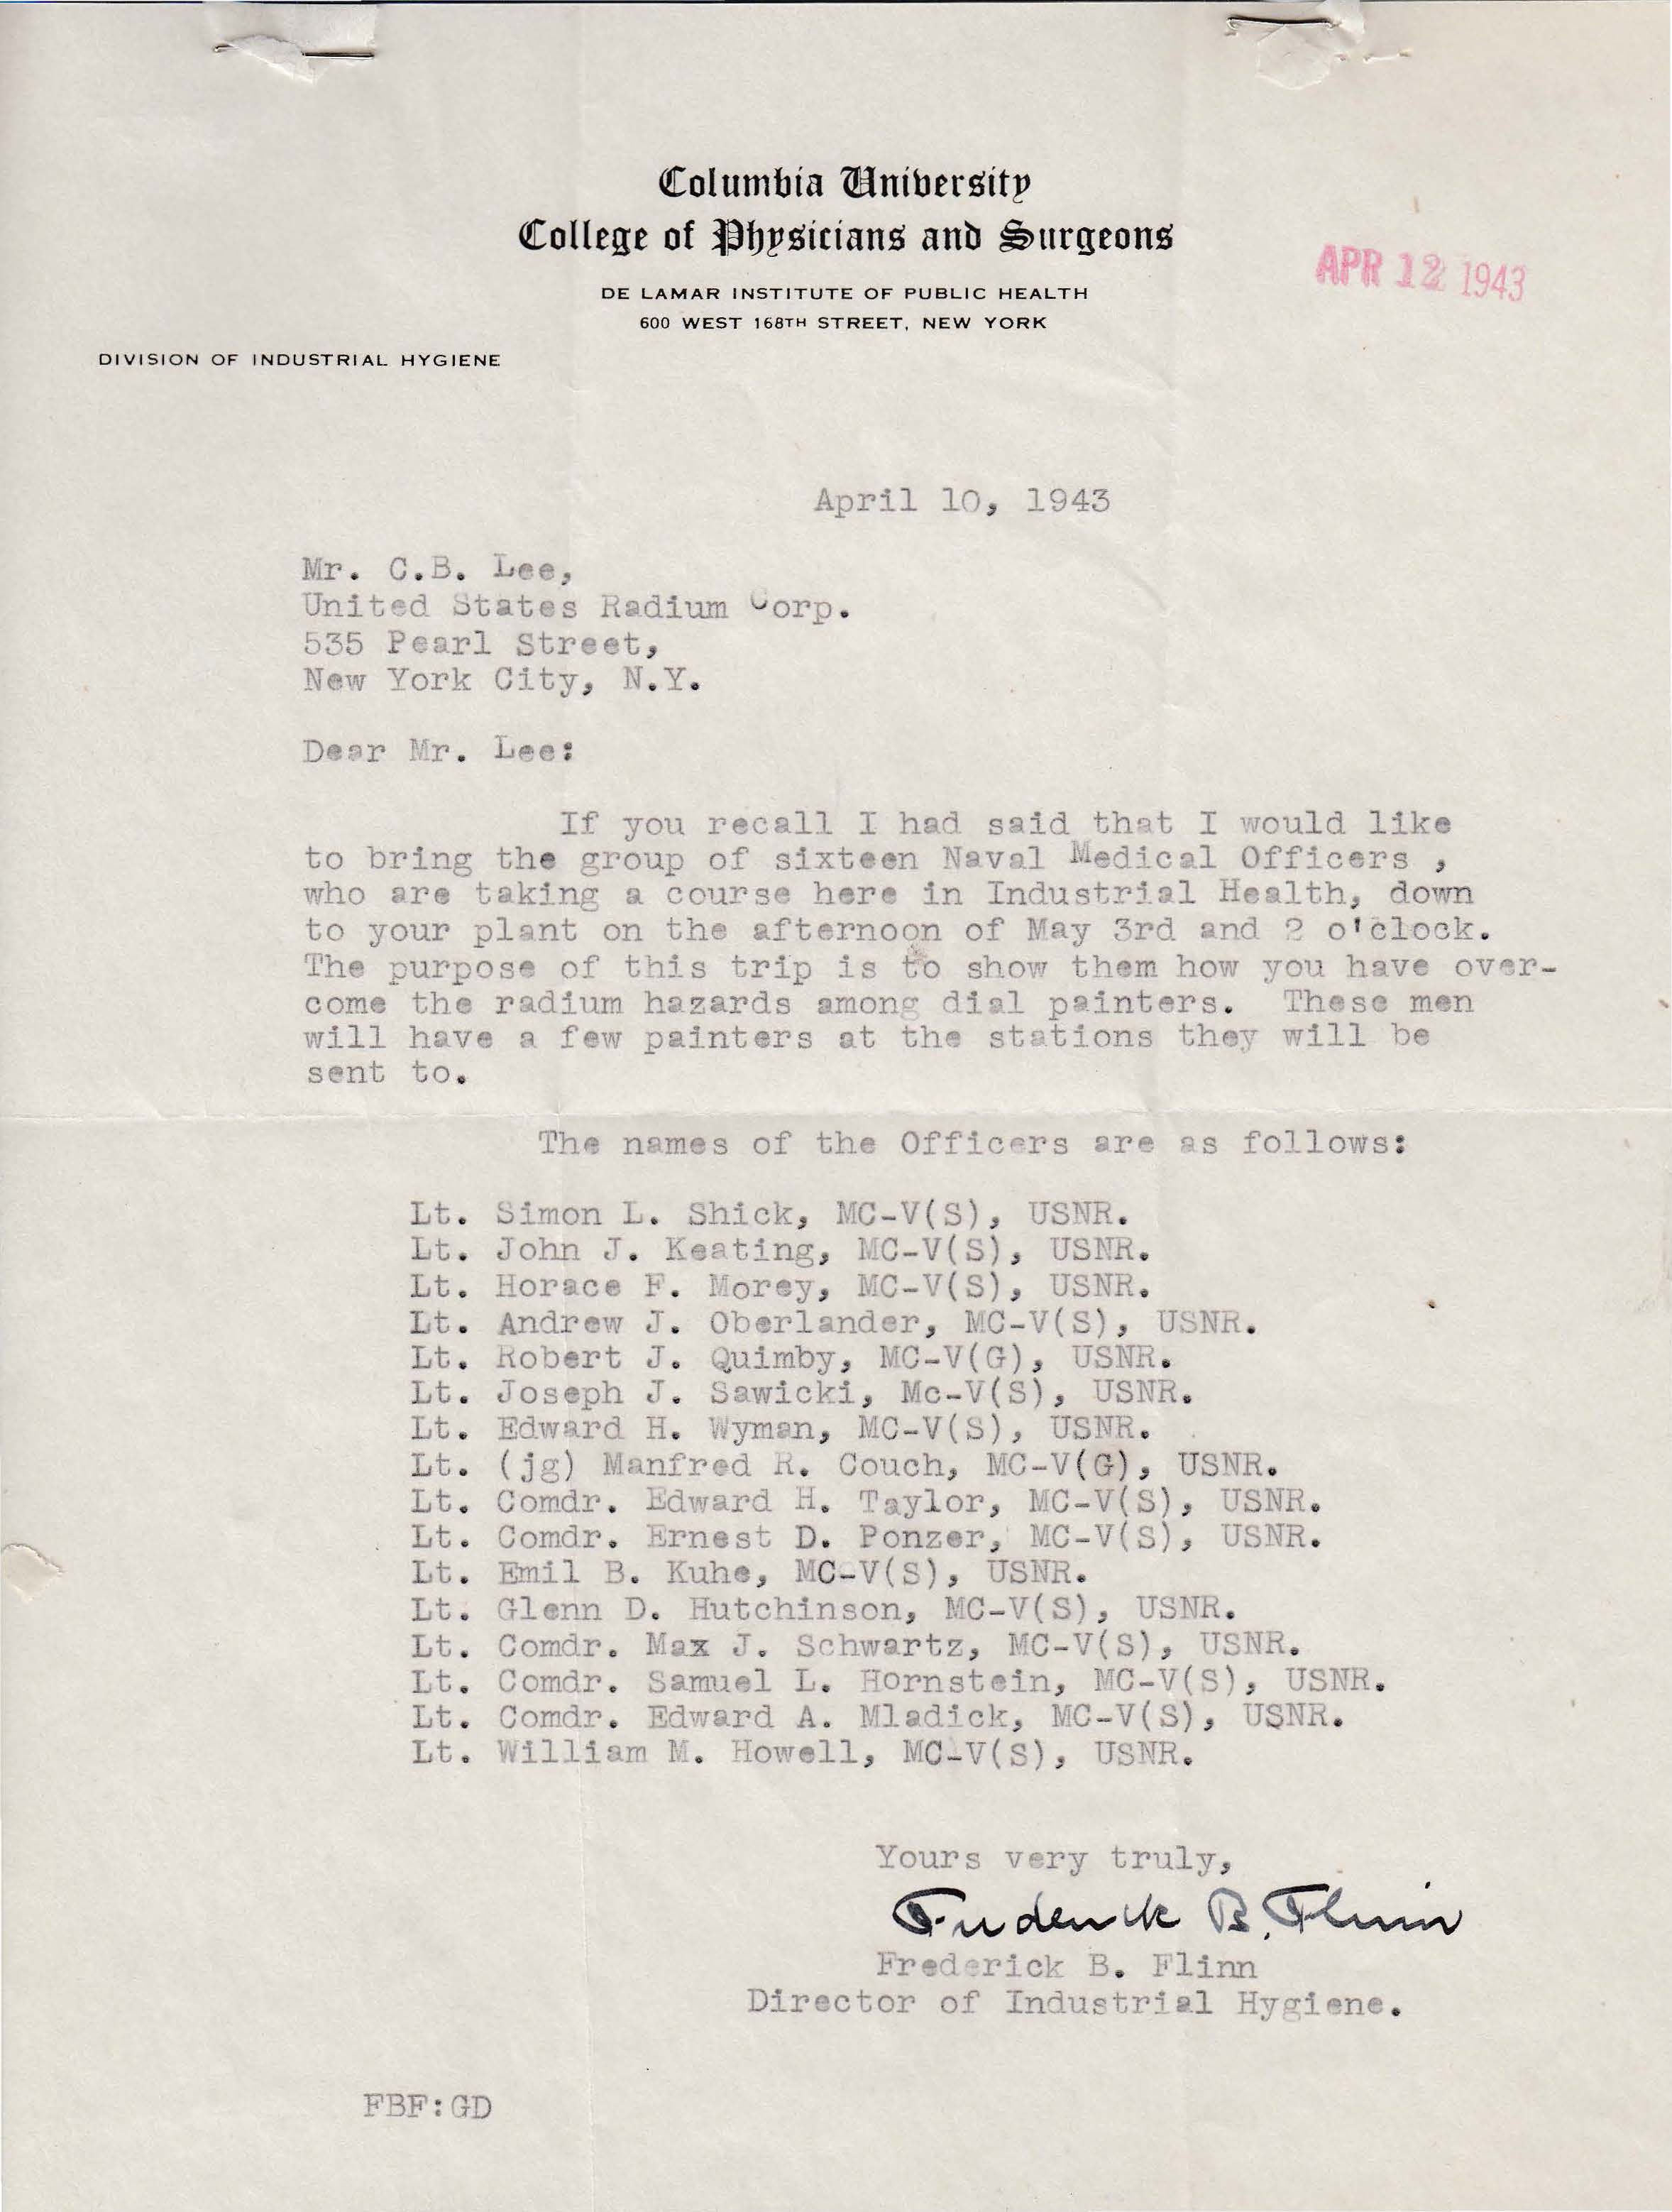 Columbia University
College of Physicians and Surgeons
DE LAMAR INSTITUTE OF PUBLIC HEALTH
600 WEST 168TH STREET, NEW YORK
APR 12 1943
DIVISION OF INDUSTRIAL HYGIENE
April 10, 1943
Mr. C.B. Lee,
United States Radium Corp.
535 Pearl Street,
New York City, N.Y.
Dear Mr. Lee:
If you recall I had said that I would like
to bring the group of sixteen Naval Medical Officers ,
who are taking a course here in Industrial Health, down
to your plant on the afternoon of May 3rd and 2 o'clock.
The purpose of this trip is to show them how you have over-
come the radium hazards among dial painters. These men
will have a few painters at the stations they will be
sent to.
The names of the Officers are as follows:
Lt. Simon L. Shick, MC-V(S), USNR.
Lt. John J. Keating, MC-V(S), USNR.
Lt. Horace F. Morey, MC-V(S), USNR.
Lt. Andrew J. Oberlander, MC-V(S), USNR.
Lt. Robert J. Quimby, MC-V(G), USNR.
Lt. Joseph J. Sawicki, Mc-V(S), USNR.
Lt. Edward H. Wyman, MC-V(S), USNR.
Lt. (jg) Manfred R. Couch, MC-V(G), USNR.
Lt. Comdr. Edward H. Taylor, MC-V(S), USNR.
Lt. Comdr. Ernest D. Ponzer, MC-V(S), USNR.
Lt. Emil B. Kuhe, MC-V(S), USNR.
Lt. Glenn D. Hutchinson, MC-V(S), USNR.
Lt. Comdr. Max J. Schwartz, MC-V(S), USNR.
Lt. Comdr. Samuel L. Hornstein, MC-V(S), USNR.
Lt. Comdr. Edward A. Mladick, MC-V(S), USNR.
Lt. William M. Howell, MC-V(S), USNR.
Yours very truly,
Frederick B. Flinn
Frederick B. Flinn
Director of Industrial Hygiene.
FBF:GD